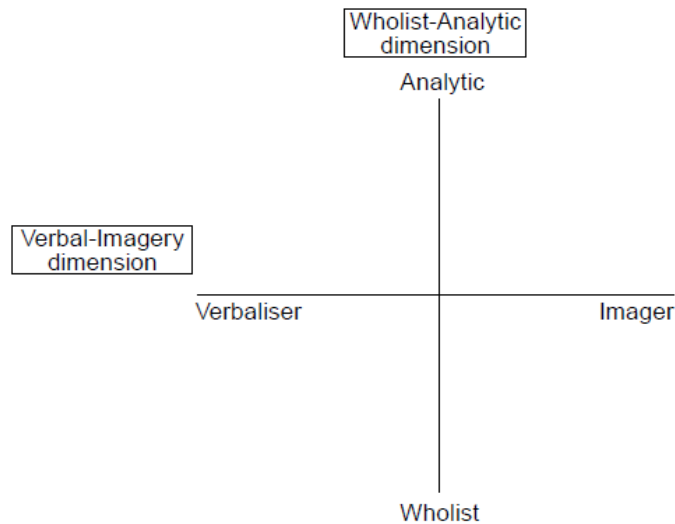 Wholist-Analytic
dimension
Analytic
Verbal-Imagery
dimension
Verbaliser
Imager
Wholist